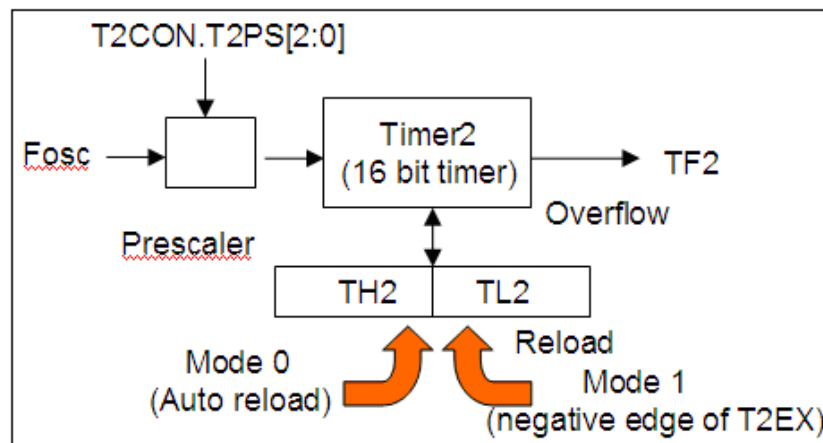 T2CON.T2PS[2:0]
Fosc
Prescaler
Timer2
(16 bit timer)
TF2
Overflow
TH2
TL2
Reload
Mode 0
(Auto reload)
Mode 1
(negative edge of T2EX)